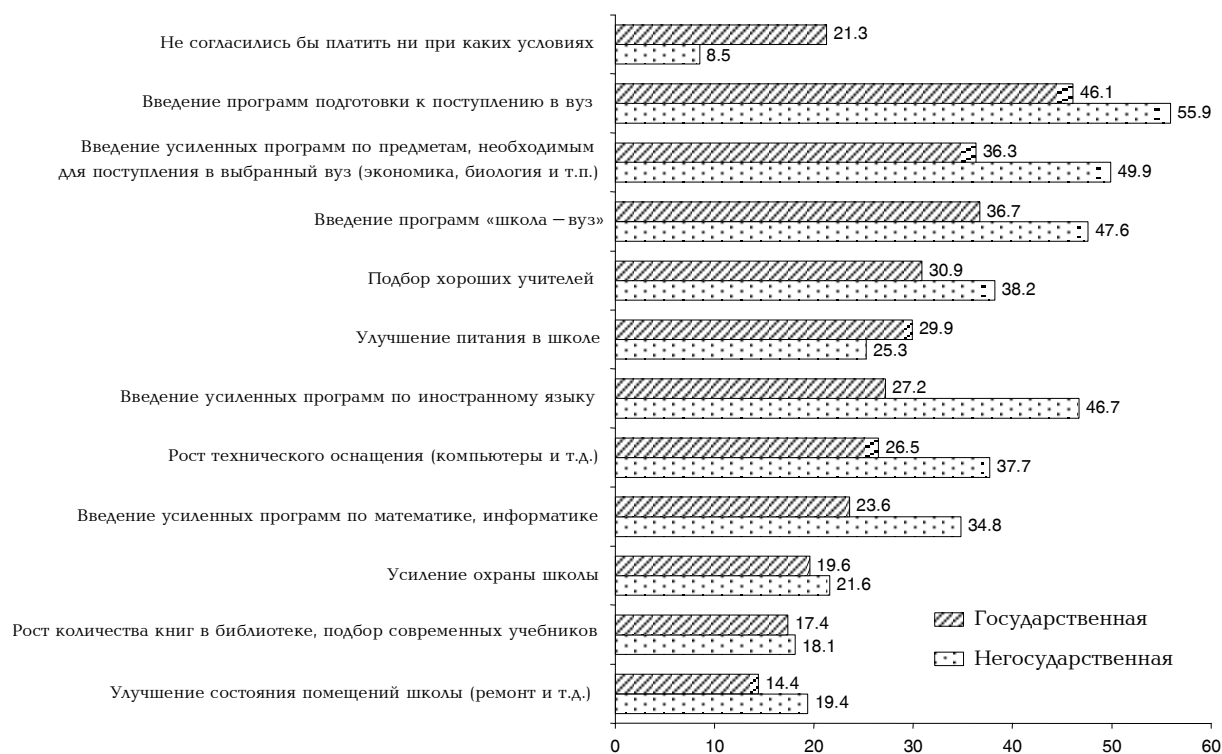 Не согласились бы платить ни при каких условиях
21.3
8.5
Введение программ подготовки к поступлению в вуз
46.1
55.9
Введение усиленных программ по предметам, необходимым
для поступления в выбранный вуз (экономика, биология и т.п.)
36.3
49.9
Введение программ «школа – вуз»
36.7
47.6
Подбор хороших учителей
30.9
38.2
Улучшение питания в школе
29.9
25.3
Введение усиленных программ по иностранному языку
27.2
46.7
Рост технического оснащения (компьютеры и т.д.)
26.5
37.7
Введение усиленных программ по математике, информатике
23.6
34.8
Усиление охраны школы
19.6
21.6
Рост количества книг в библиотеке, подбор современных учебников
17.4
18.1
Улучшение состояния помещений школы (ремонт и т.д.)
14.4
19.4
Государственная
Негосударственная
0 10 20 30 40 50 60